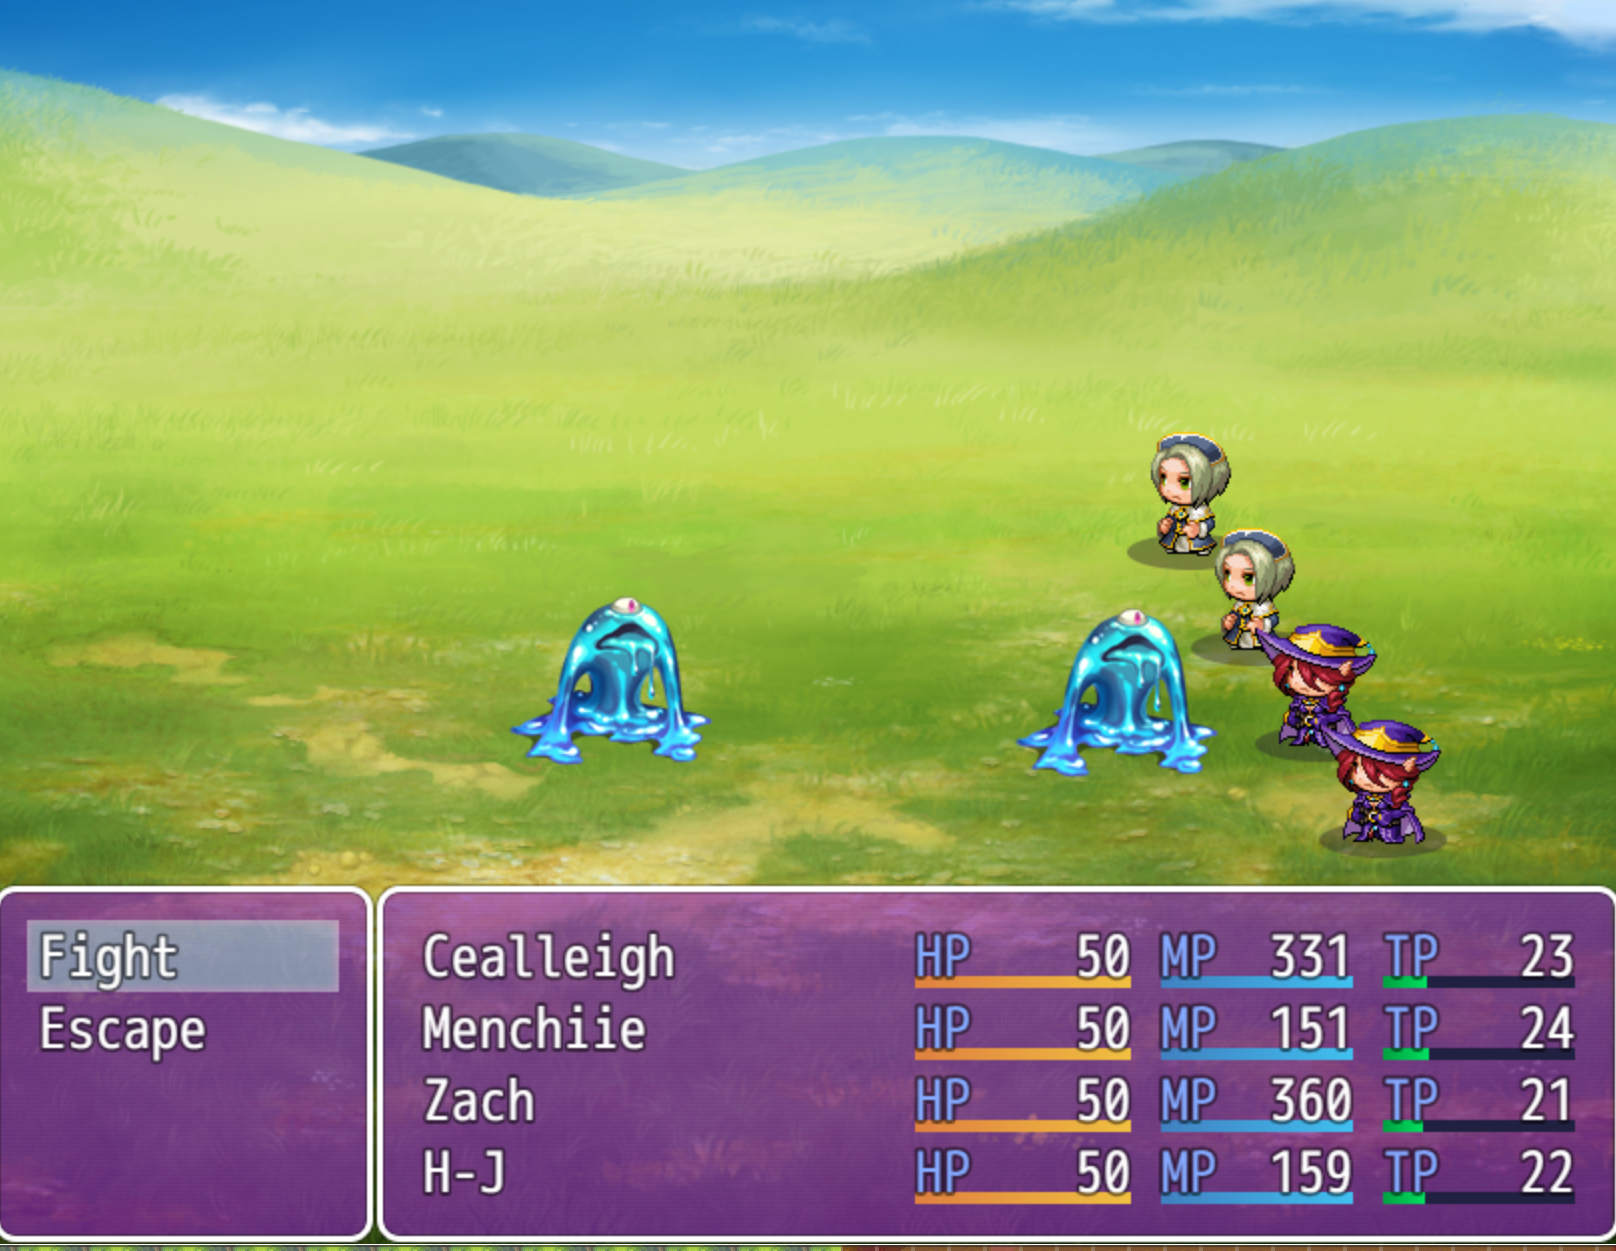 Fight
Escape
Cealleigh HP 50 MP 331 TP 23
Menchiie HP 50 MP 151 TP 24
Zach HP 50 MP 360 TP 21
H-J HP 50 MP 159 TP 22